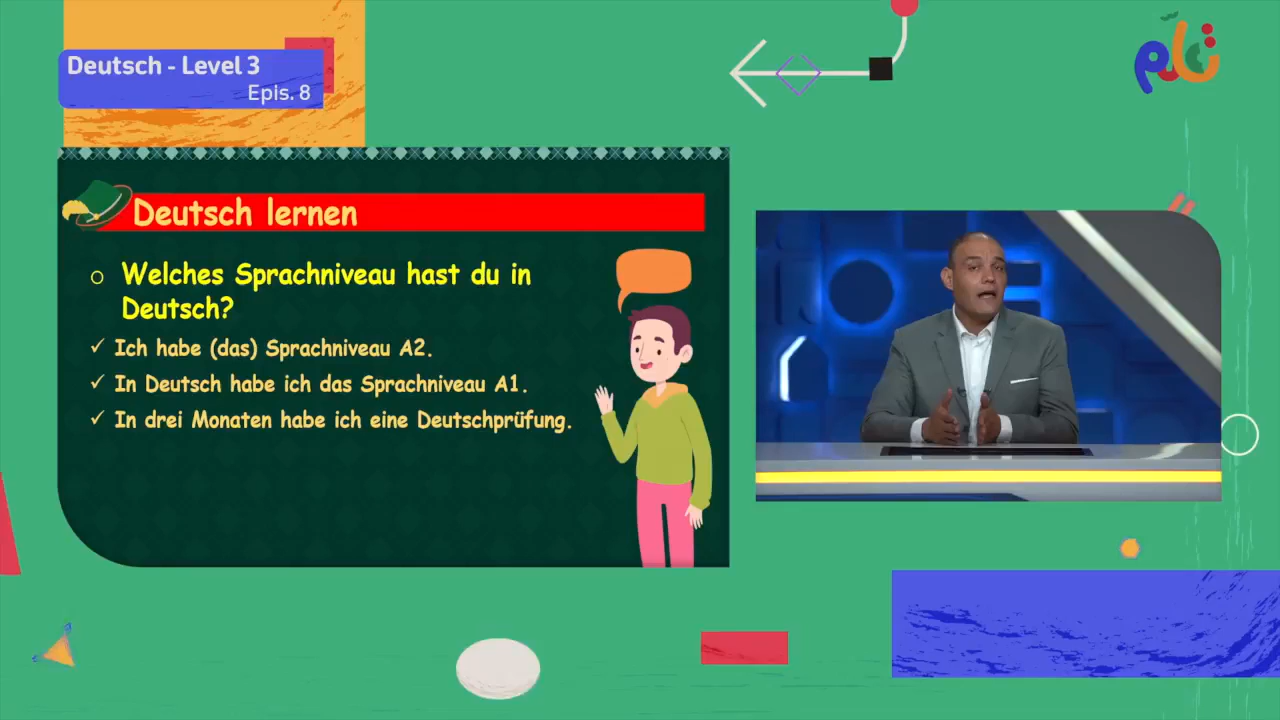 Deutsch - Level 3
Epis. 8
تلم
Deutsch lernen
o Welches Sprachniveau hast du in
Deutsch?
✓ Ich habe (das) Sprachniveau A2.
✓ In Deutsch habe ich das Sprachniveau A1.
✓ In drei Monaten habe ich eine Deutschprüfung.